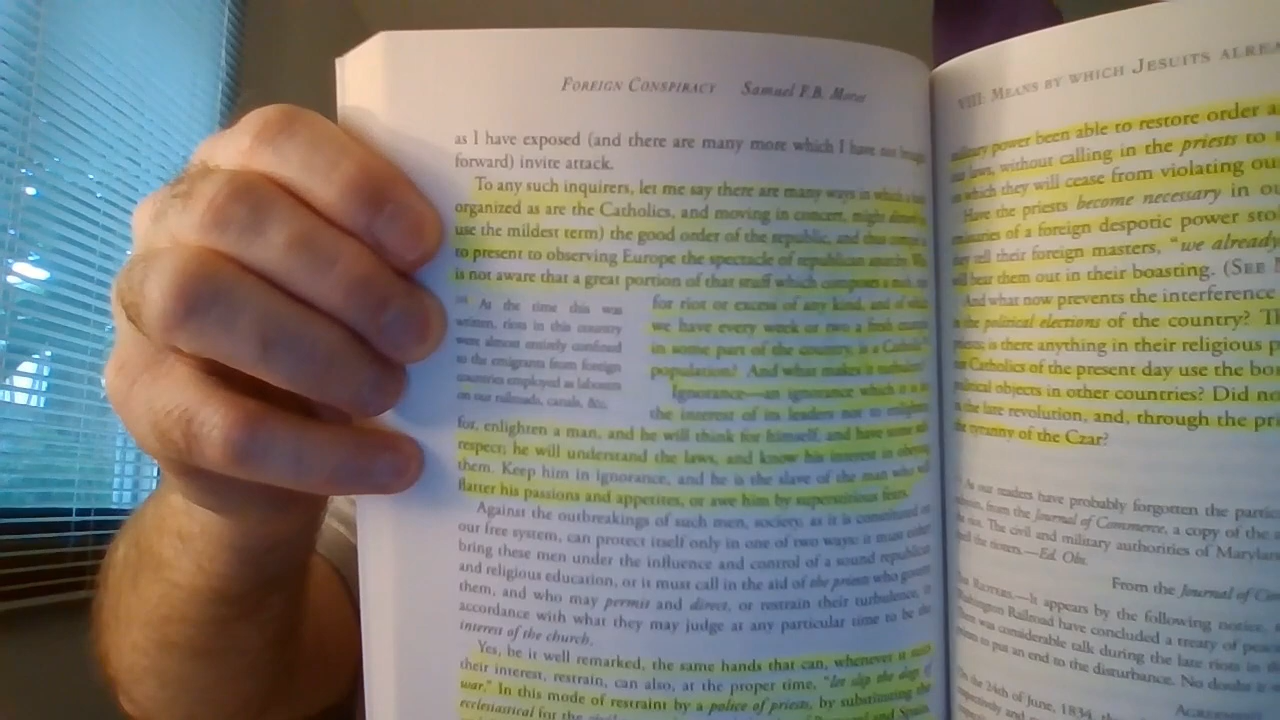 FOREIGN CONSPIRACY Samuel F.B. Morse
as I have exposed (and there are many more which I have not
forward) invite attack.
To any such inquirers, let me say there are many ways in which a
organized as are the Catholics, and moving in concert, might
use the mildest term) the good order of the republic, and thus
to present to observing Europe the spectacle of republican anarchy.
is not aware that a great portion of that stuff which composes a
for riot or excess of any kind, and of which
we have every week or two a fresh
in some part of the country, is a Catholic
population? And what makes it turbulent?
Ignorance—an ignorance which it is
the interest of its leaders not to enlighten
At the time this was
written, riots in this country
were almost entirely confined
to the emigrants from foreign
countries employed as laborers
on our railroads, canals, &c.
for, enlighten a man, and he will think for himself, and have some self
respect; he will understand the laws, and know his interest in obeying
them. Keep him in ignorance, and he is the slave of the man who will
flatter his passions and appetites, or awe him by superstitious fears.
Against the outbreakings of such men, society, as it is constituted on
our free system, can protect itself only in one of two ways: it must either
bring these men under the influence and control of a sound republican
and religious education, or it must call in the aid of the priests who govern
them, and who may permit and direct, or restrain their turbulence, in
accordance with what they may judge at any particular time to be the
interest of the church.
Yes, be it well remarked, the same hands that can, whenever it suits
their interest, restrain, can also, at the proper time, "let slip the dogs of
war." In this mode of restraint by a police of priests, by substituting the
ecclesiastical for the
VIII: MEANS BY WHICH JESUITS
power been able to restore order
laws, without calling in the priests to
on which they will cease from violating
Have the priests become necessary in
of a foreign despotic power
tell their foreign masters, "we already
will bear them out in their boasting. (SEE
And what now prevents the interference
in the political elections of the country?
is there anything in their religious
Catholics of the present day use the
political objects in other countries? Did
in the late revolution, and, through the
the tyranny of the Czar?
As our readers have probably forgotten the
from the Journal of Commerce, a copy of the
The civil and military authorities of
the rioters.—Ed. Obs.
From the Journal of
—It appears by the following notice,
Washington Railroad have concluded a treaty of
was considerable talk during the late riots in
to put an end to the disturbance. No doubt
On the 24th of June, 1834,